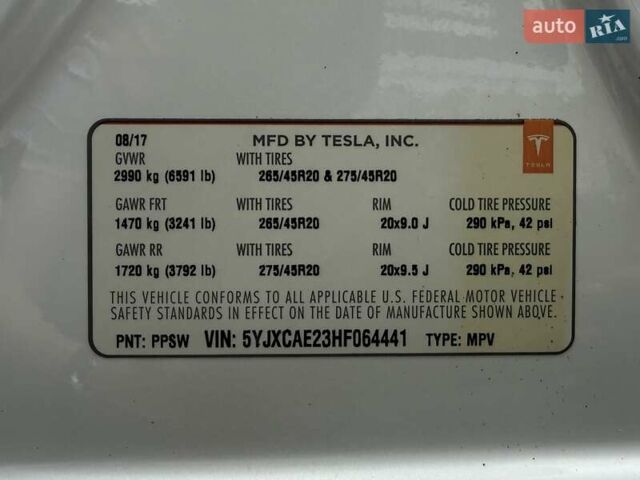 auto RIA.com
08/17 MFD BY TESLA, INC.
TESLA
GVWR WITH TIRES
2990 kg (6591 lb) 265/45R20 & 275/45R20
GAWR FRT WITH TIRES RIM COLD TIRE PRESSURE
1470 kg (3241 lb) 265/45R20 20x9.0 J 290 kPa, 42 psi
GAWR RR WITH TIRES RIM COLD TIRE PRESSURE
1720 kg (3792 lb) 275/45R20 20x9.5 J 290 kPa, 42 psi
THIS VEHICLE CONFORMS TO ALL APPLICABLE U.S. FEDERAL MOTOR VEHICLE
SAFETY STANDARDS IN EFFECT ON THE DATE OF MANUFACTURE SHOWN ABOVE.
PNT: PPSW VIN: 5YJXCAE23HF064441 TYPE: MPV